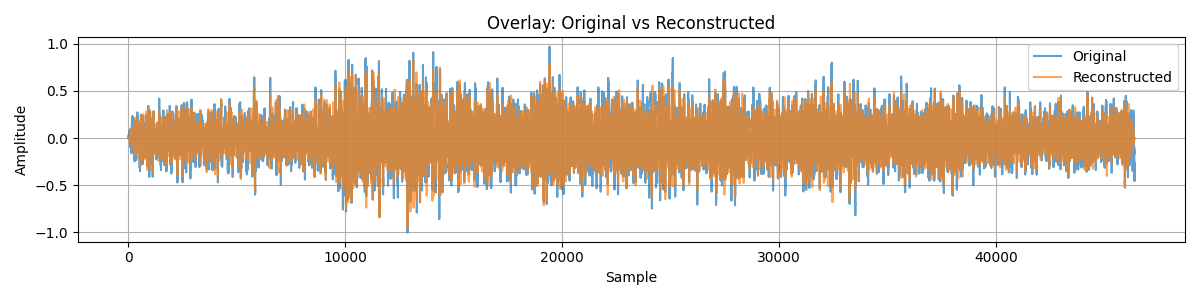 Overlay: Original vs Reconstructed
1.0
0.5
0.0
−0.5
−1.0
Amplitude
Original
Reconstructed
0
10000
20000
30000
40000
Sample